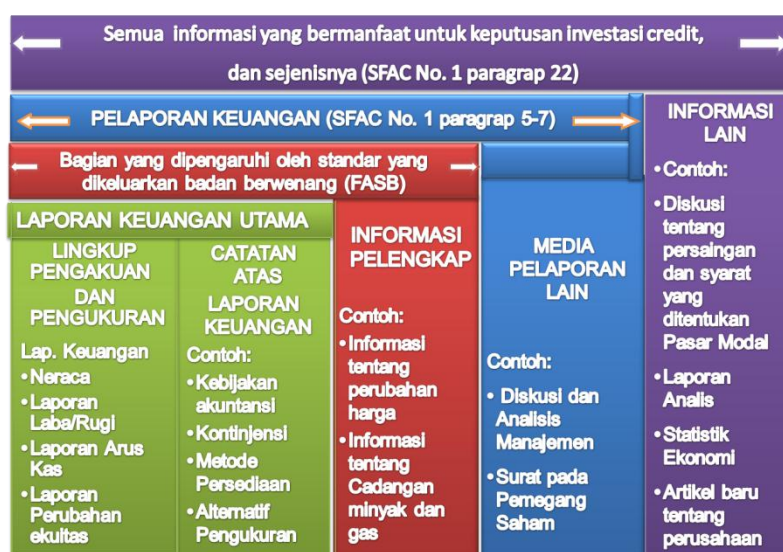 Semua informasi yang bermanfaat untuk keputusan investasi credit,
dan sejenisnya (SFAC No. 1 paragrap 22)
PELAPORAN KEUANGAN (SFAC No. 1 paragrap 5-7)
Bagian yang dipengaruhi oleh standar yang
dikeluarkan badan berwenang (FASB)
LAPORAN KEUANGAN UTAMA
LINGKUP
PENGAKUAN
DAN
PENGUKURAN
Lap. Keuangan
•Neraca
•Laporan
Laba/Rugi
•Laporan Arus
Kas
•Laporan
Perubahan
ekuitas
CATATAN
ATAS
LAPORAN
KEUANGAN
Contoh:
•Kebijakan
akuntansi
•Kontinjensi
•Metode
Persediaan
•Alternatif
Pengukuran
INFORMASI
PELENGKAP
Contoh:
•Informasi
tentang
perubahan
harga
•Informasi
tentang
Cadangan
minyak dan
gas
MEDIA
PELAPORAN
LAIN
Contoh:
• Diskusi dan
Analisis
Manajemen
•Surat pada
Pemegang
Saham
INFORMASI
LAIN
•Contoh:
•Diskusi
tentang
persaingan
dan syarat
yang
ditentukan
Pasar Modal
•Laporan
Analis
•Statistik
Ekonomi
•Artikel baru
tentang
perusahaan